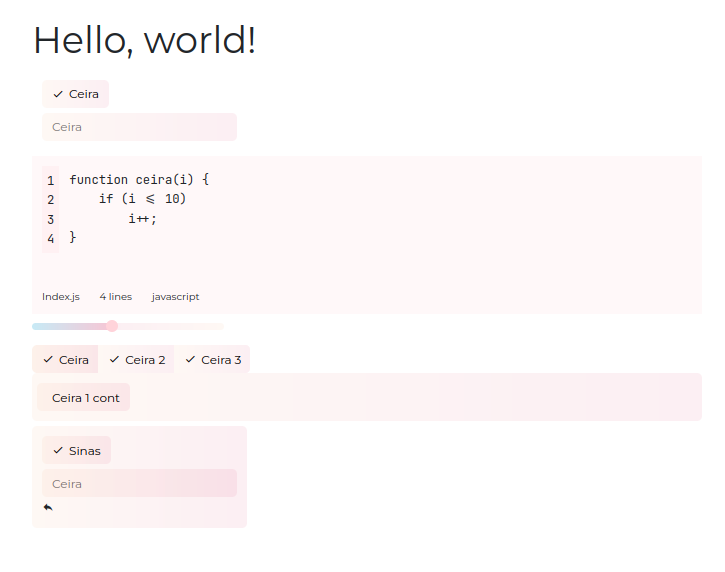 Hello, world!
Ceira
Ceira
1 function ceira(i) {
2 if (i <= 10)
3 i++;
4 }
Index.js 4 lines javascript
Ceira Ceira 2 Ceira 3
Ceira 1 cont
Sinas
Ceira